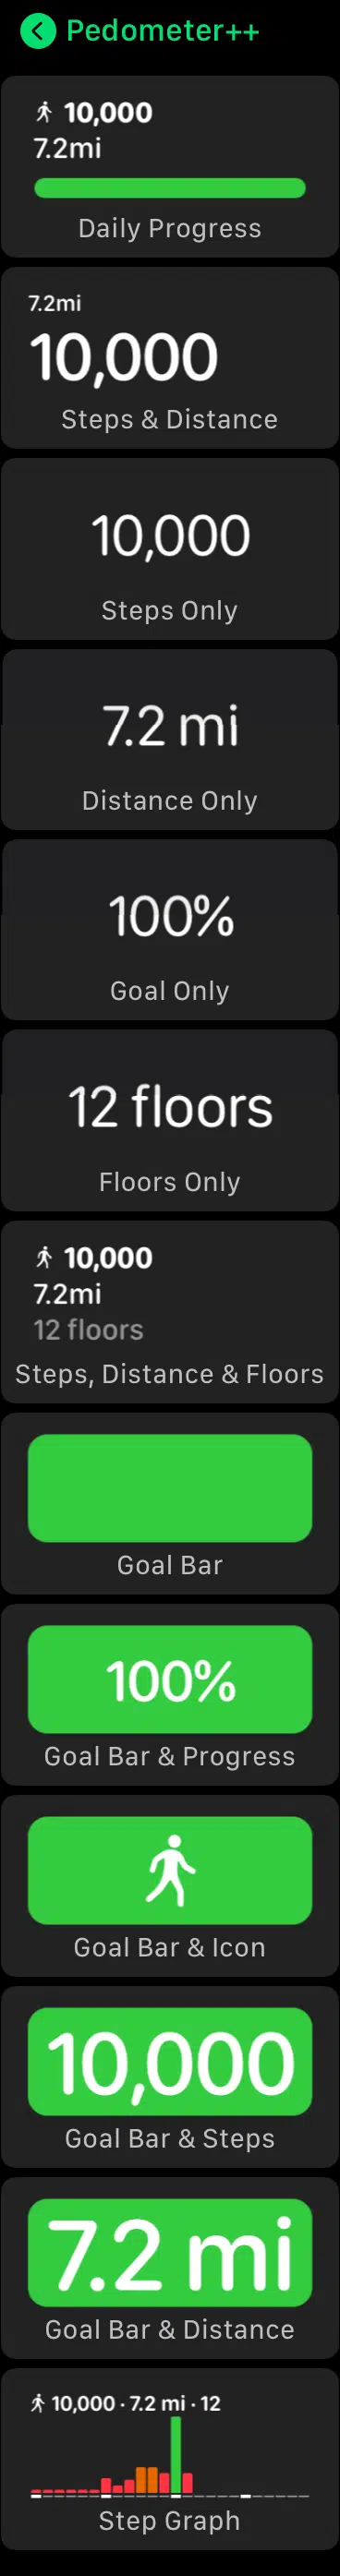 Pedometer++
10,000
7.2mi
Daily Progress
7.2mi
10,000
Steps & Distance
10,000
Steps Only
7.2 mi
Distance Only
100%
Goal Only
12 floors
Floors Only
10,000
7.2mi
12 floors
Steps, Distance & Floors
Goal Bar
100%
Goal Bar & Progress
Goal Bar & Icon
10,000
Goal Bar & Steps
7.2 mi
Goal Bar & Distance
10,000 · 7.2 mi · 12
Step Graph